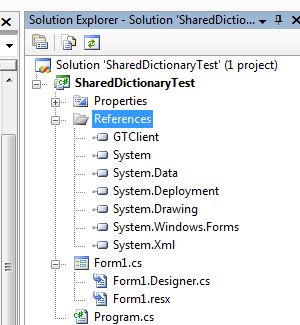 Solution Explorer - Solution 'SharedDictio...
Solution 'SharedDictionaryTest' (1 project)
SharedDictionaryTest
Properties
References
GTClient
System
System.Data
System.Deployment
System.Drawing
System.Windows.Forms
System.Xml
Form1.cs
Form1.Designer.cs
Form1.resx
Program.cs